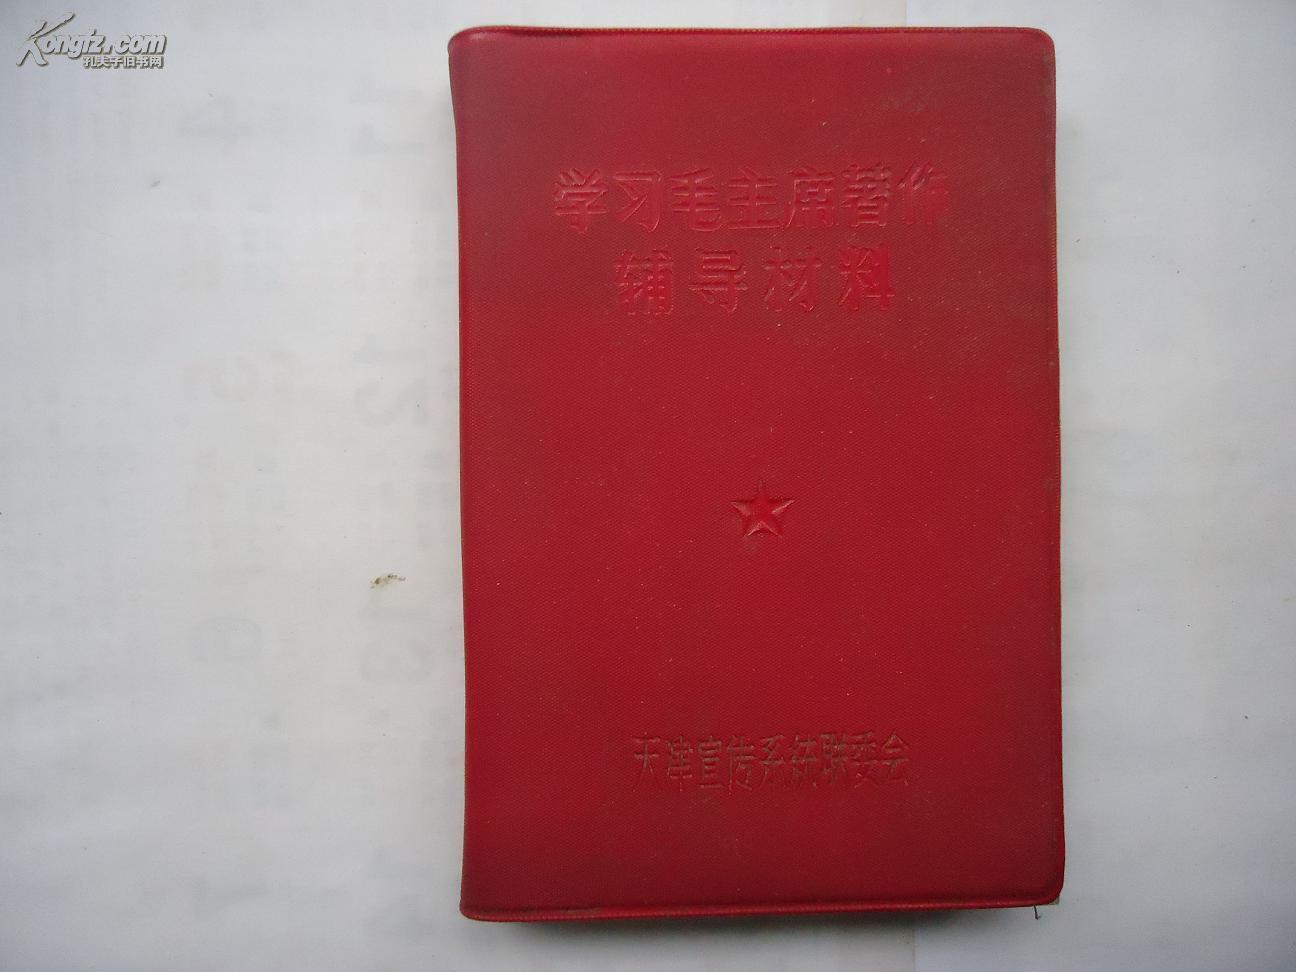 Kongfz.com
孔夫子旧书网
学习毛主席著作
辅导材料
天津宣传系统联委会